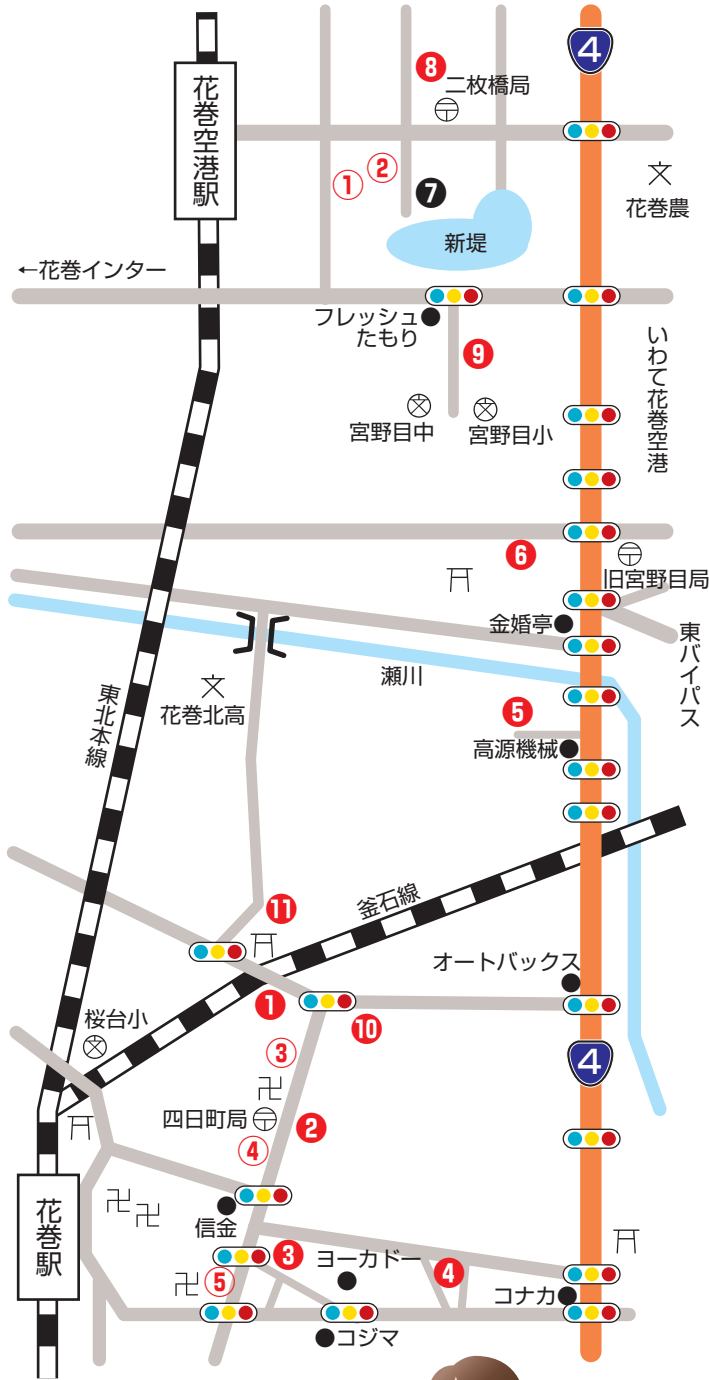 4
花巻空港駅
8
二枚橋局
①
②
7
花巻農
新堤
←花巻インター
フレッシュ
たもり
9
いわて花巻空港
宮野目中
宮野目小
6
旧宮野目局
金婚亭
東バイパス
瀬川
花巻北高
東北本線
5
高源機械
釜石線
11
オートバックス
1
10
桜台小
③
4
四日町局
2
④
信金
花巻駅
3
ヨーカドー
4
⑤
コナカ
コジマ